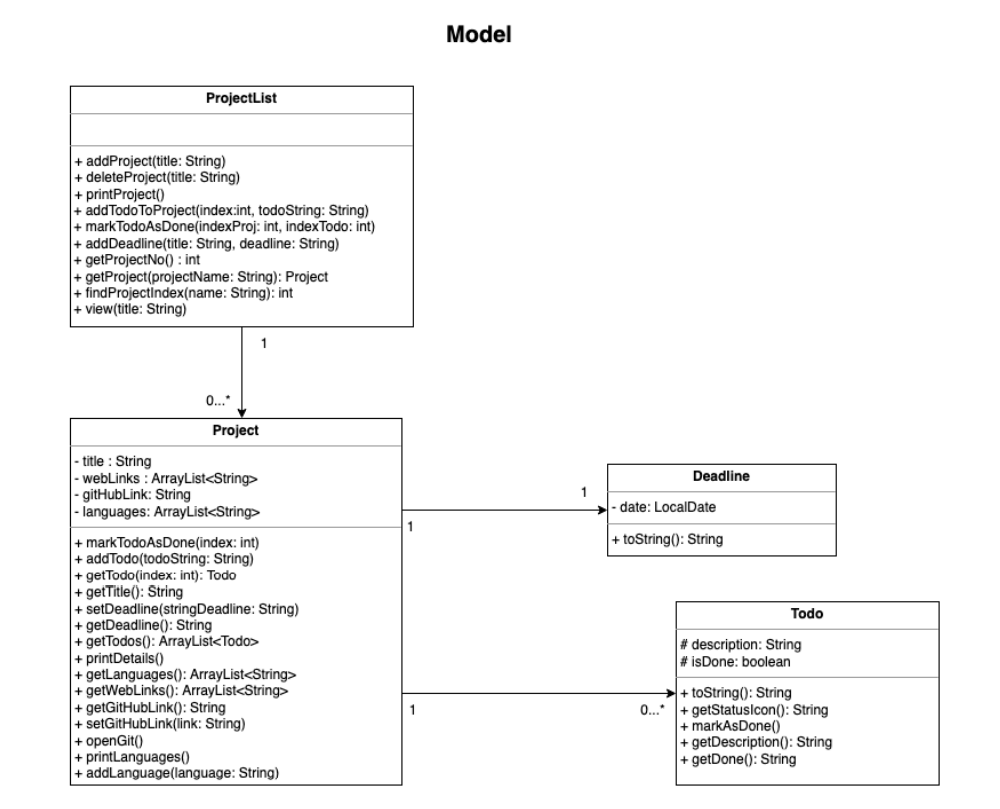 Model
ProjectList
+ addProject(title: String)
+ deleteProject(title: String)
+ printProject()
+ addTodoToProject(index:int, todoString: String)
+ markTodoAsDone(indexProj: int, indexTodo: int)
+ addDeadline(title: String, deadline: String)
+ getProjectNo() : int
+ getProject(projectName: String): Project
+ findProjectIndex(name: String): int
+ view(title: String)
1
0...*
Project
- title : String
- webLinks : ArrayList<String>
- gitHubLink: String
- languages: ArrayList<String>
+ markTodoAsDone(index: int)
+ addTodo(todoString: String)
+ getTodo(index: int): Todo
+ getTitle(): String
+ setDeadline(stringDeadline: String)
+ getDeadline(): String
+ getTodos(): ArrayList<Todo>
+ printDetails()
+ getLanguages(): ArrayList<String>
+ getWebLinks(): ArrayList<String>
+ getGitHubLink(): String
+ setGitHubLink(link: String)
+ openGit()
+ printLanguages()
+ addLanguage(language: String)
1
1
Deadline
- date: LocalDate
+ toString(): String
1
0...*
Todo
# description: String
# isDone: boolean
+ toString(): String
+ getStatusIcon(): String
+ markAsDone()
+ getDescription(): String
+ getDone(): String